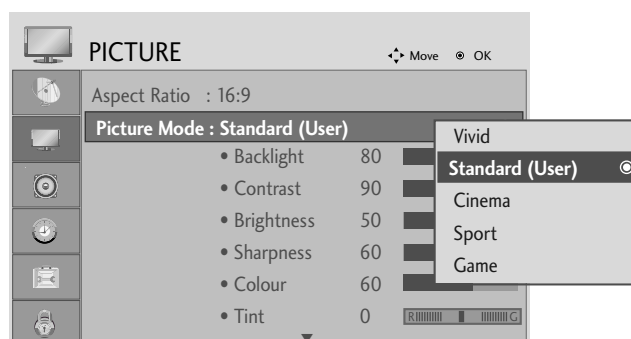 PICTURE
Move OK
Aspect Ratio : 16:9
Picture Mode : Standard (User)
• Backlight 80
• Contrast 90
• Brightness 50
• Sharpness 60
• Colour 60
• Tint 0 R G
Vivid
Standard (User)
Cinema
Sport
Game